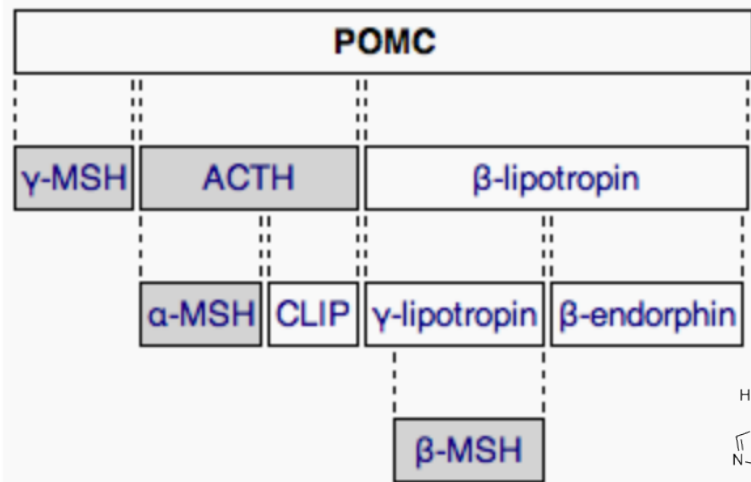 POMC
γ-MSH ACTH β-lipotropin
α-MSH CLIP γ-lipotropin β-endorphin
β-MSH
H
N